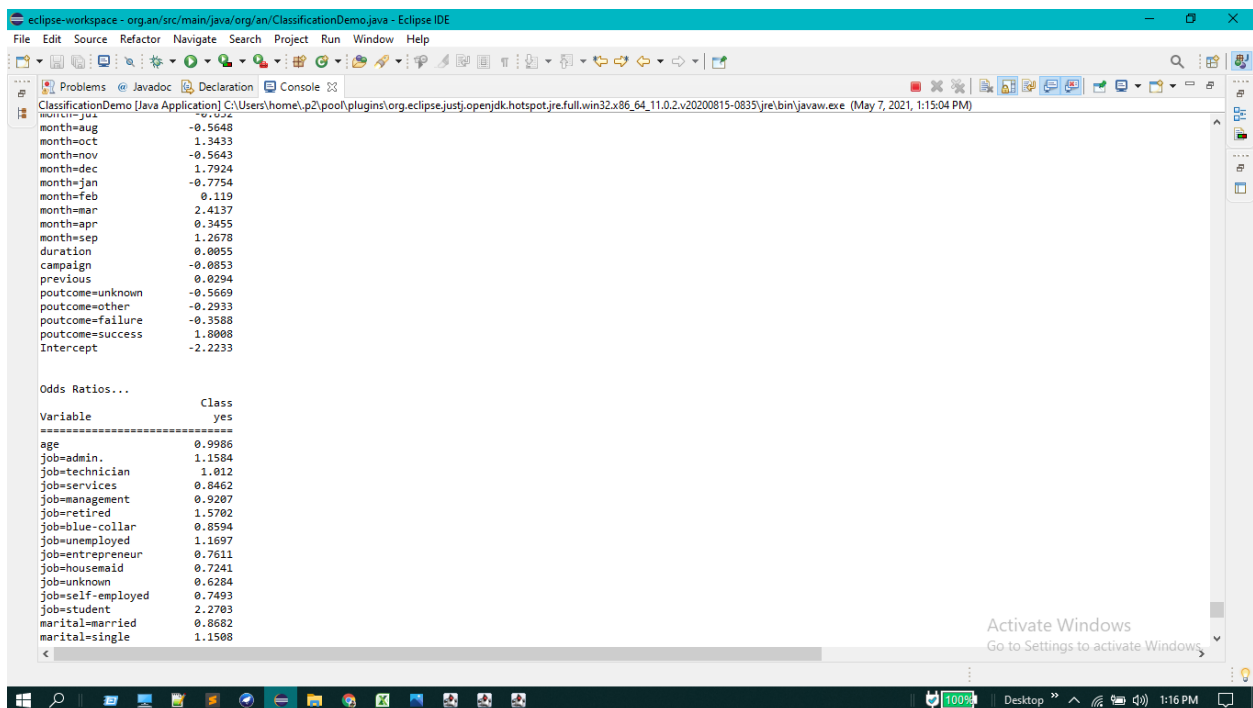 eclipse-workspace - org.an/src/main/java/org/an/ClassificationDemo.java - Eclipse IDE
File Edit Source Refactor Navigate Search Project Run Window Help
Problems @ Javadoc Declaration Console
ClassificationDemo [Java Application] C:\Users\home\.p2\pool\plugins\org.eclipse.justj.openjdk.hotspot.jre.full.win32.x86_64_11.0.2.v20200815-0835\jre\bin\javaw.exe (May 7, 2021, 1:15:04 PM)
month=jul -0.652
month=aug -0.5648
month=oct 1.3433
month=nov -0.5643
month=dec 1.7924
month=jan -0.7754
month=feb 0.119
month=mar 2.4137
month=apr 0.3455
month=sep 1.2678
duration 0.0055
campaign -0.0853
previous 0.0294
poutcome=unknown -0.5669
poutcome=other -0.2933
poutcome=failure -0.3588
poutcome=success 1.8008
Intercept -2.2233
Odds Ratios...
Class
Variable yes
==============================
age 0.9986
job=admin. 1.1584
job=technician 1.012
job=services 0.8462
job=management 0.9207
job=retired 1.5702
job=blue-collar 0.8594
job=unemployed 1.1697
job=entrepreneur 0.7611
job=housemaid 0.7241
job=unknown 0.6284
job=self-employed 0.7493
job=student 2.2703
marital=married 0.8682
marital=single 1.1508
Activate Windows
Go to Settings to activate Windows.
100% Desktop » 1:16 PM